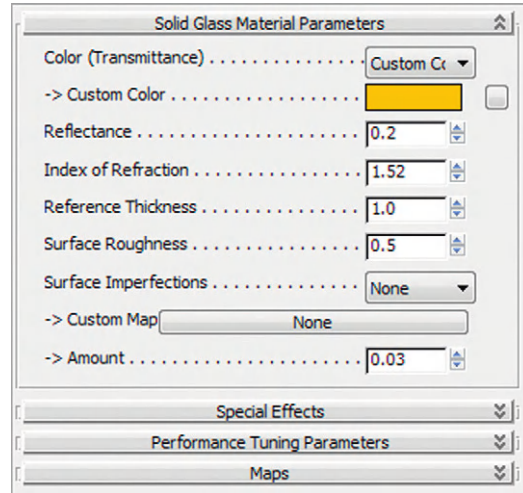 Solid Glass Material Parameters
Color (Transmittance) . . . . . . . . . . . . . . . Custom Cc
-> Custom Color . . . . . . . . . . . . . . . . . . .
Reflectance . . . . . . . . . . . . . . . . . . . . . . . 0.2
Index of Refraction . . . . . . . . . . . . . . . . . 1.52
Reference Thickness . . . . . . . . . . . . . . . . 1.0
Surface Roughness . . . . . . . . . . . . . . . . . 0.5
Surface Imperfections . . . . . . . . . . . . . . . None
-> Custom Map None
-> Amount . . . . . . . . . . . . . . . . . . . . . . . . 0.03
Special Effects
Performance Tuning Parameters
Maps